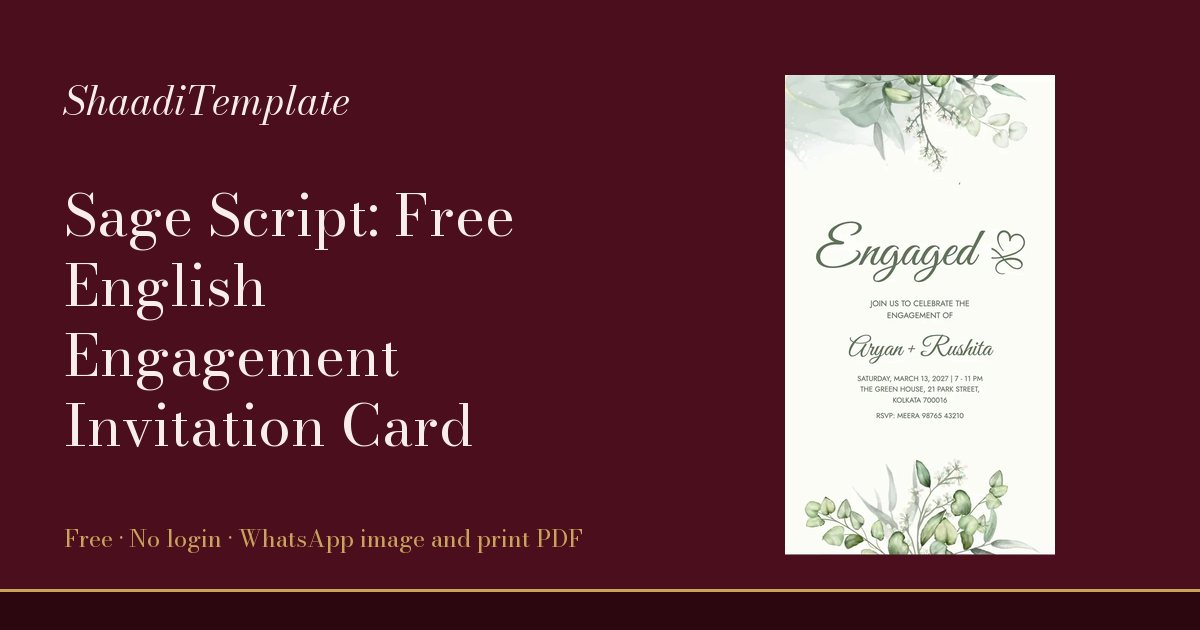 ShaadiTemplate
Sage Script: Free
English
Engagement
Invitation Card
Free · No login · WhatsApp image and print PDF
Engaged
JOIN US TO CELEBRATE THE
ENGAGEMENT OF
Aryan + Rushita
SATURDAY, MARCH 13, 2027 | 7 - 11 PM
THE GREEN HOUSE, 21 PARK STREET,
KOLKATA 700016
RSVP: MEERA 98765 43210